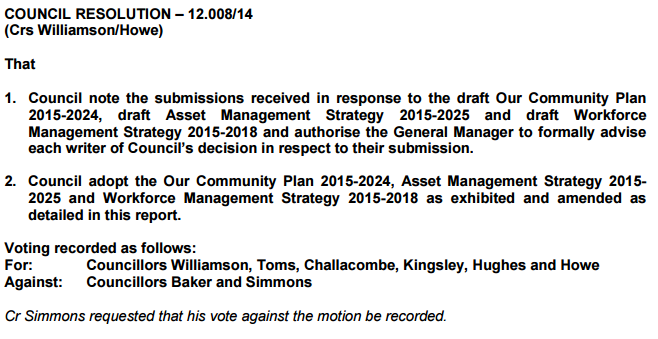 COUNCIL RESOLUTION – 12.008/14
(Crs Williamson/Howe)
That
1. Council note the submissions received in response to the draft Our Community Plan
2015-2024, draft Asset Management Strategy 2015-2025 and draft Workforce
Management Strategy 2015-2018 and authorise the General Manager to formally advise
each writer of Council's decision in respect to their submission.
2. Council adopt the Our Community Plan 2015-2024, Asset Management Strategy 2015-
2025 and Workforce Management Strategy 2015-2018 as exhibited and amended as
detailed in this report.
Voting recorded as follows:
For: Councillors Williamson, Toms, Challacombe, Kingsley, Hughes and Howe
Against: Councillors Baker and Simmons
Cr Simmons requested that his vote against the motion be recorded.